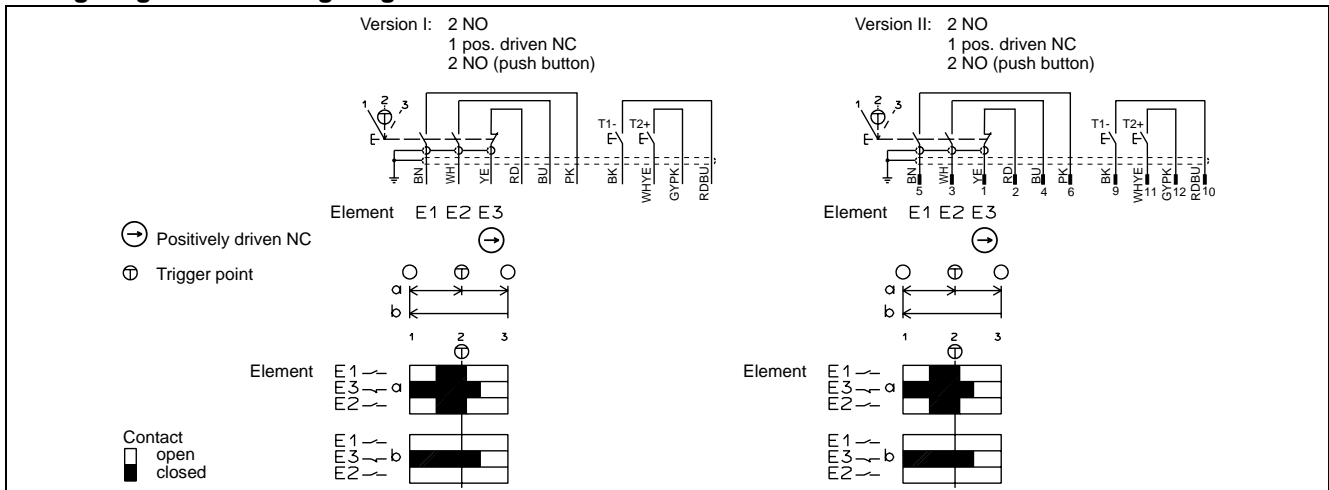 Version I: 2 NO
1 pos. driven NC
2 NO (push button)
1 2 3
T1- T2+
BN WH YE RD BU PK BK WHYE GYPK RDBU
Element E1 E2 E3
Positively driven NC
Trigger point
a
b
1 2 3
Element
E1
E3 a
E2
E1
E3 b
E2
Contact
open
closed
Version II: 2 NO
1 pos. driven NC
2 NO (push button)
1 2 3
T1- T2+
BN WH YE RD BU PK BK WHYE GYPK RDBU
5 3 1 2 4 6 9 11 12 10
Element E1 E2 E3
a
b
1 2 3
Element
E1
E3 a
E2
E1
E3 b
E2